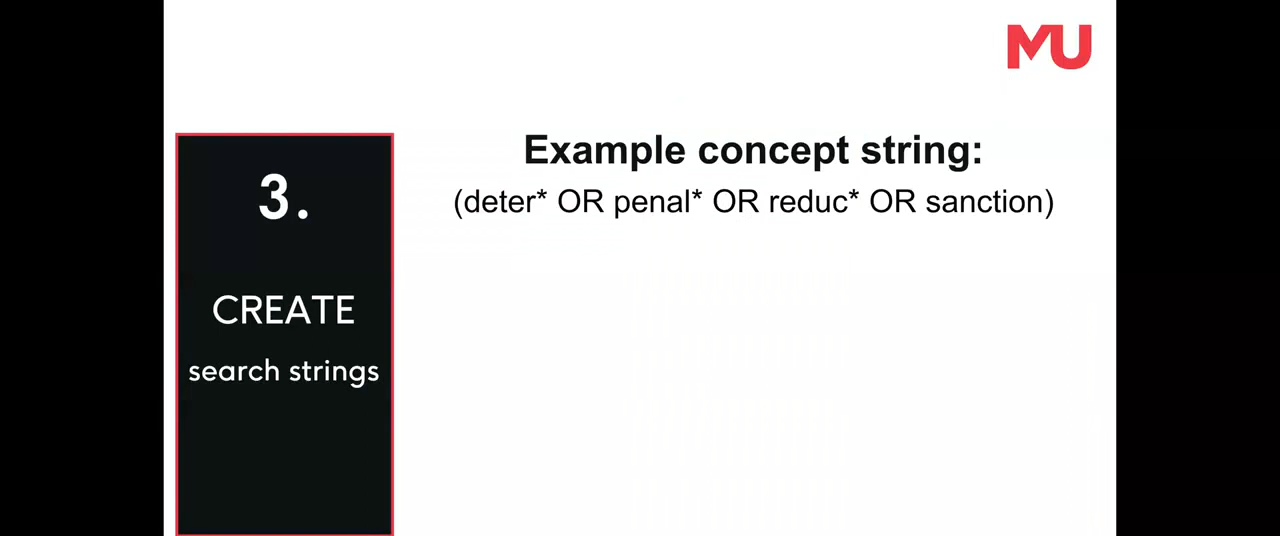 MU
3.
CREATE
search strings
Example concept string:
(deter* OR penal* OR reduc* OR sanction)